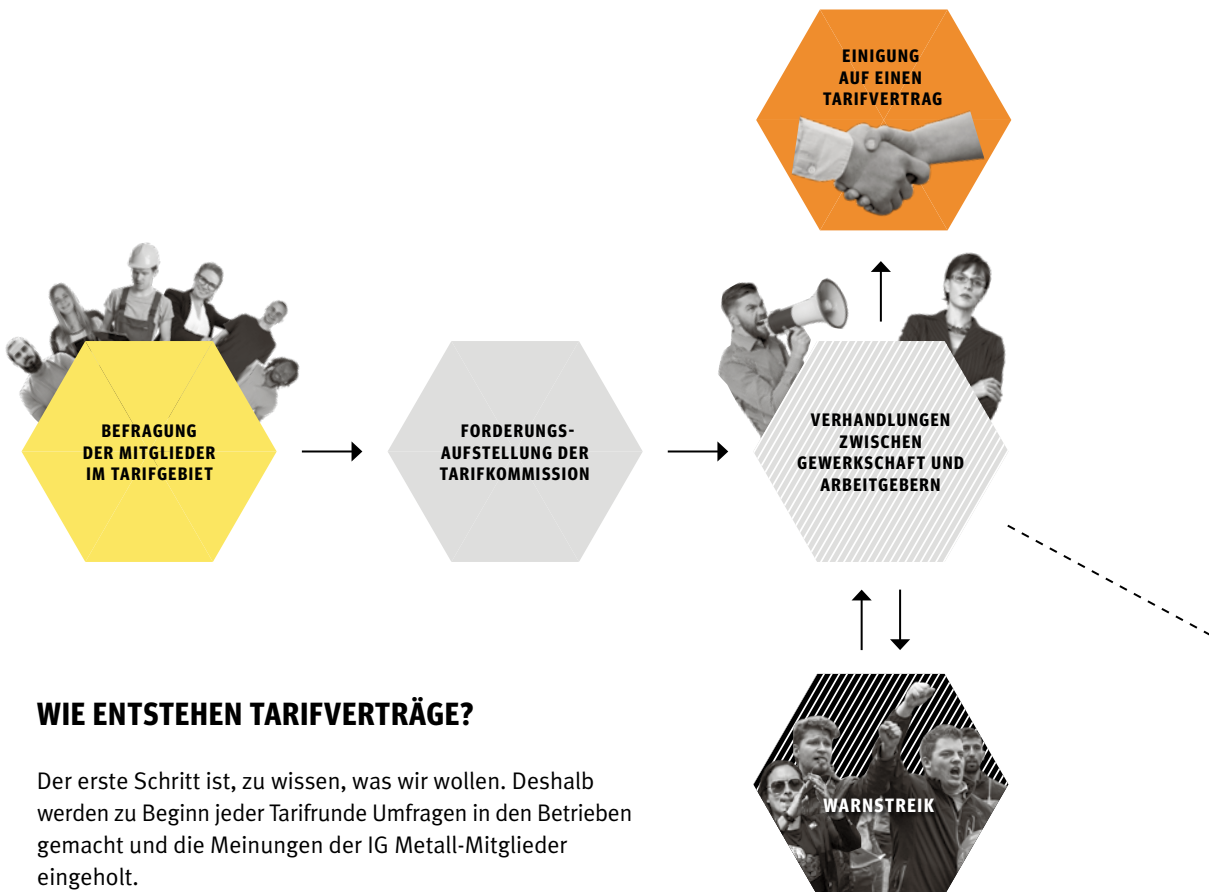 EINIGUNG
AUF EINEN
TARIFVERTRAG
BEFRAGUNG
DER MITGLIEDER
IM TARIFGEBIET
FORDERUNGS-
AUFSTELLUNG DER
TARIFKOMMISSION
VERHANDLUNGEN
ZWISCHEN
GEWERKSCHAFT UND
ARBEITGEBERN
WARNSTREIK
WIE ENTSTEHEN TARIFVERTRÄGE?
Der erste Schritt ist, zu wissen, was wir wollen. Deshalb
werden zu Beginn jeder Tarifrunde Umfragen in den Betrieben
gemacht und die Meinungen der IG Metall-Mitglieder
eingeholt.